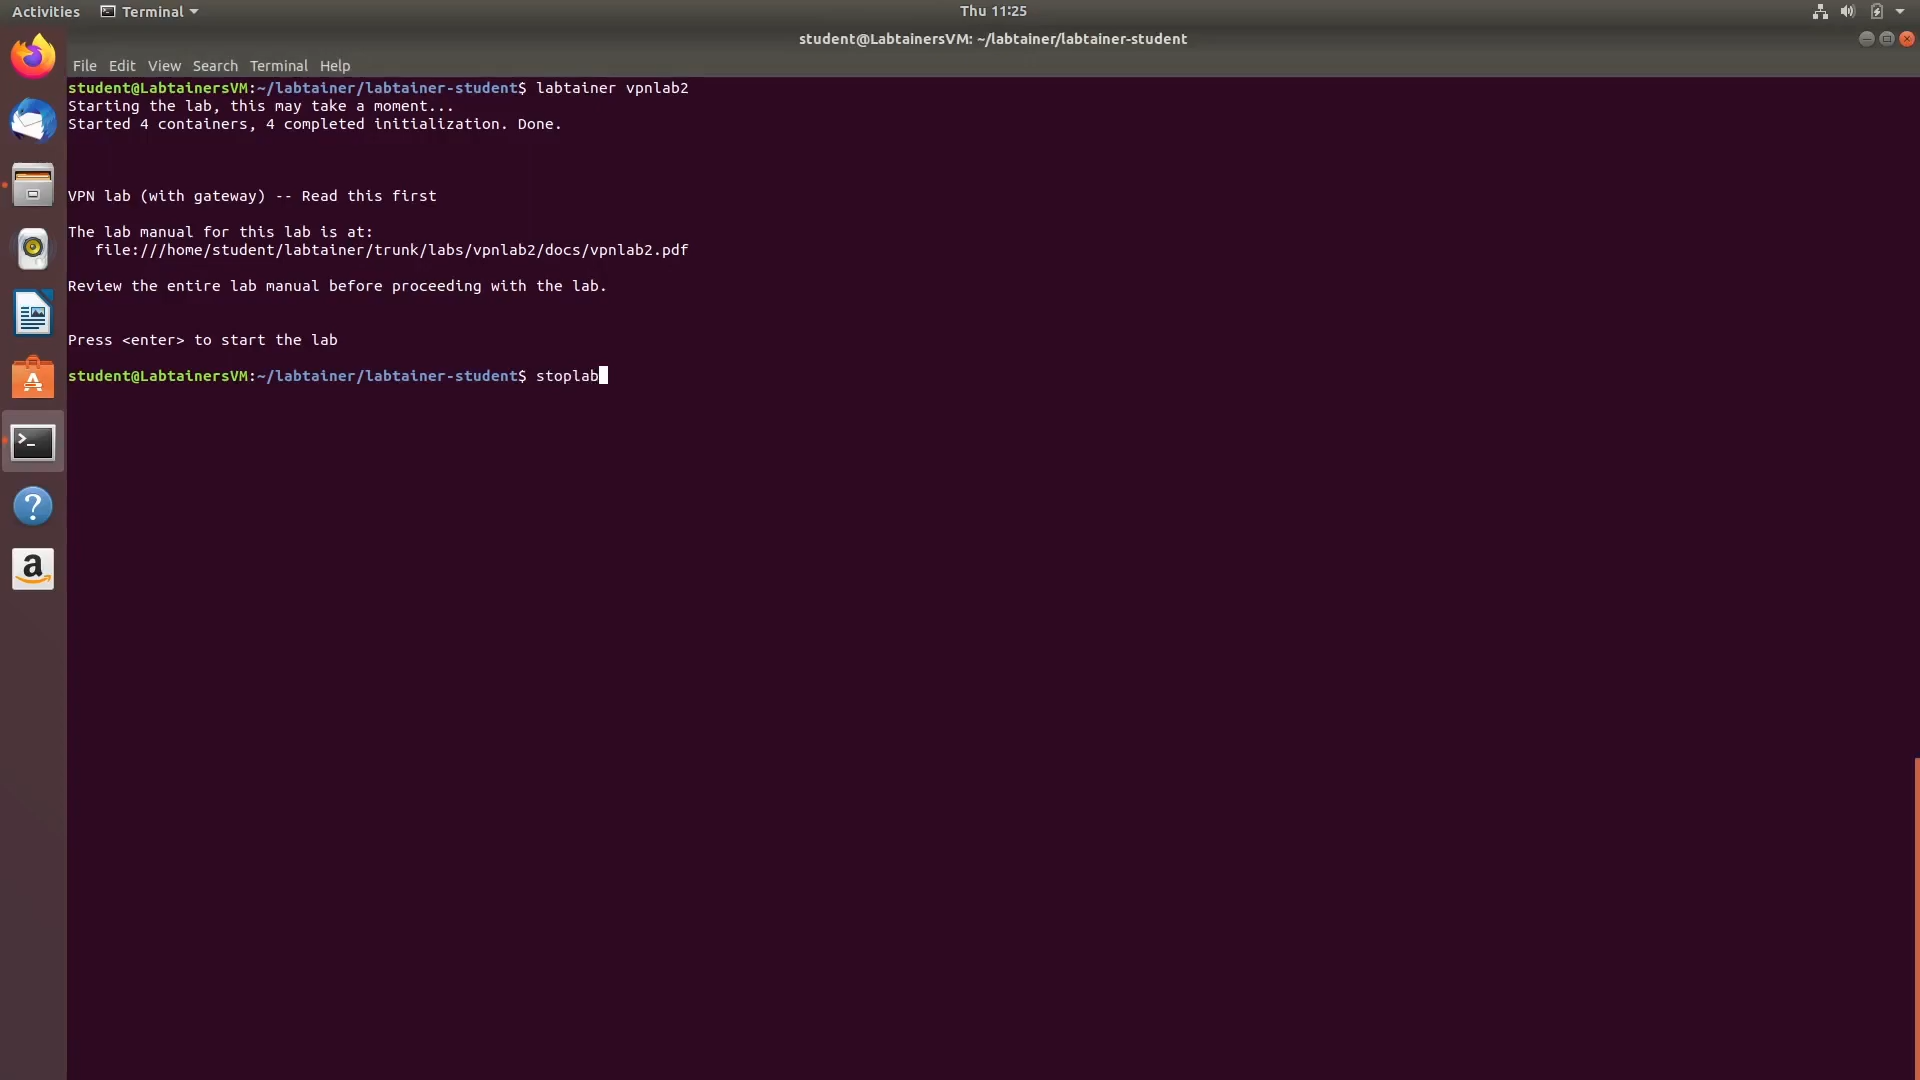 Activities Terminal Thu 11:25
student@LabtainersVM: ~/labtainer/labtainer-student
File Edit View Search Terminal Help
student@LabtainersVM:~/labtainer/labtainer-student$ labtainer vpnlab2
Starting the lab, this may take a moment...
Started 4 containers, 4 completed initialization. Done.
VPN lab (with gateway) -- Read this first
The lab manual for this lab is at:
file:///home/student/labtainer/trunk/labs/vpnlab2/docs/vpnlab2.pdf
Review the entire lab manual before proceeding with the lab.
Press <enter> to start the lab
student@LabtainersVM:~/labtainer/labtainer-student$ stoplab